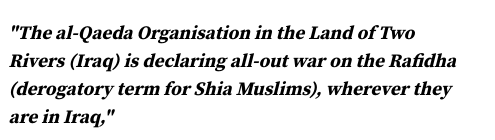 "The al-Qaeda Organisation in the Land of Two
Rivers (Iraq) is declaring all-out war on the Rafidha
(derogatory term for Shia Muslims), wherever they
are in Iraq,"